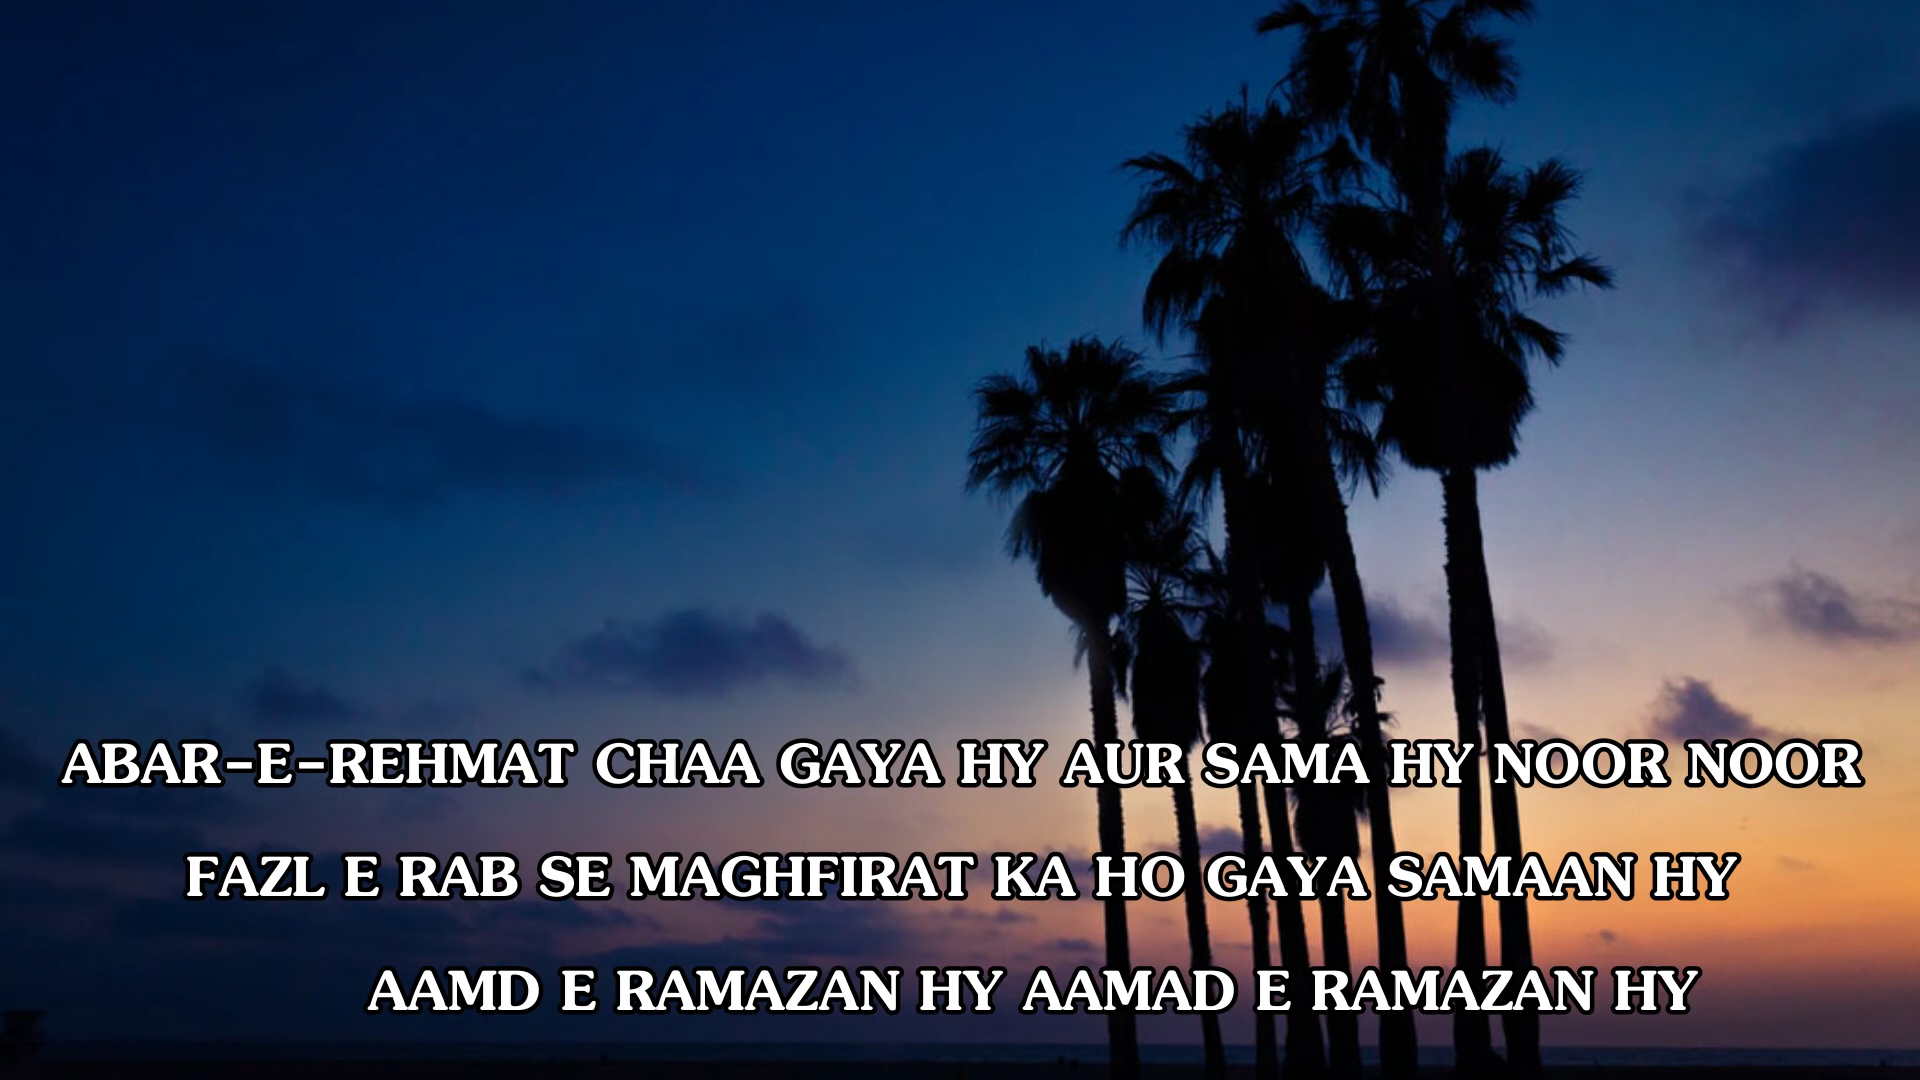 ABAR-E-REHMAT CHAA GAYA HY AUR SAMA HY NOOR NOOR
FAZL E RAB SE MAGHFIRAT KA HO GAYA SAMAAN HY
AAMD E RAMAZAN HY AAMAD E RAMAZAN HY